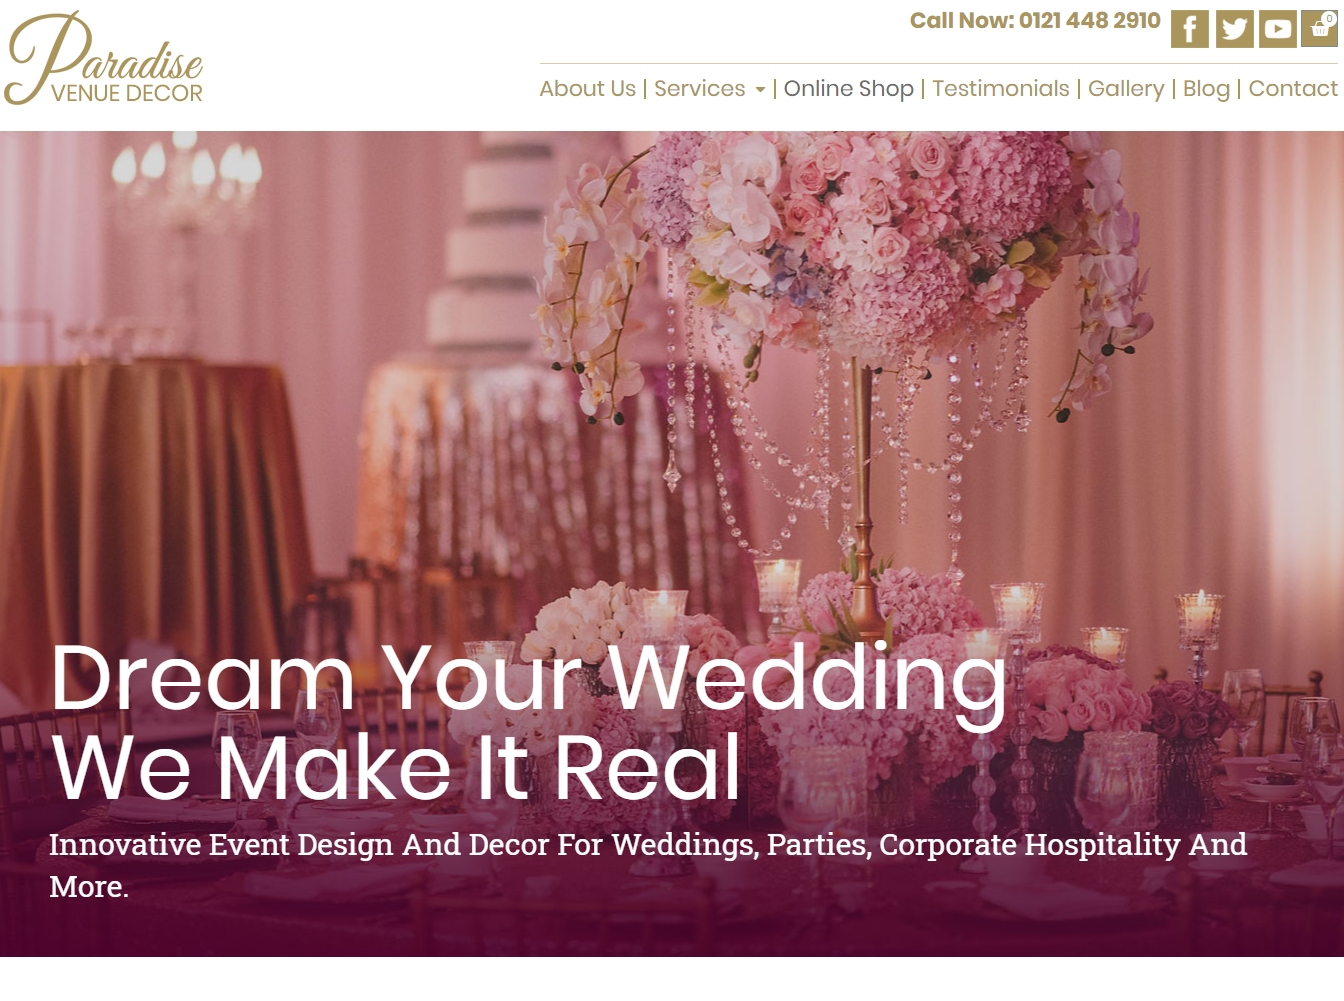 Paradise
VENUE DECOR
Call Now: 0121 448 2910
0
About Us | Services | Online Shop | Testimonials | Gallery | Blog | Contact
Dream Your Wedding
We Make It Real
Innovative Event Design And Decor For Weddings, Parties, Corporate Hospitality And
More.